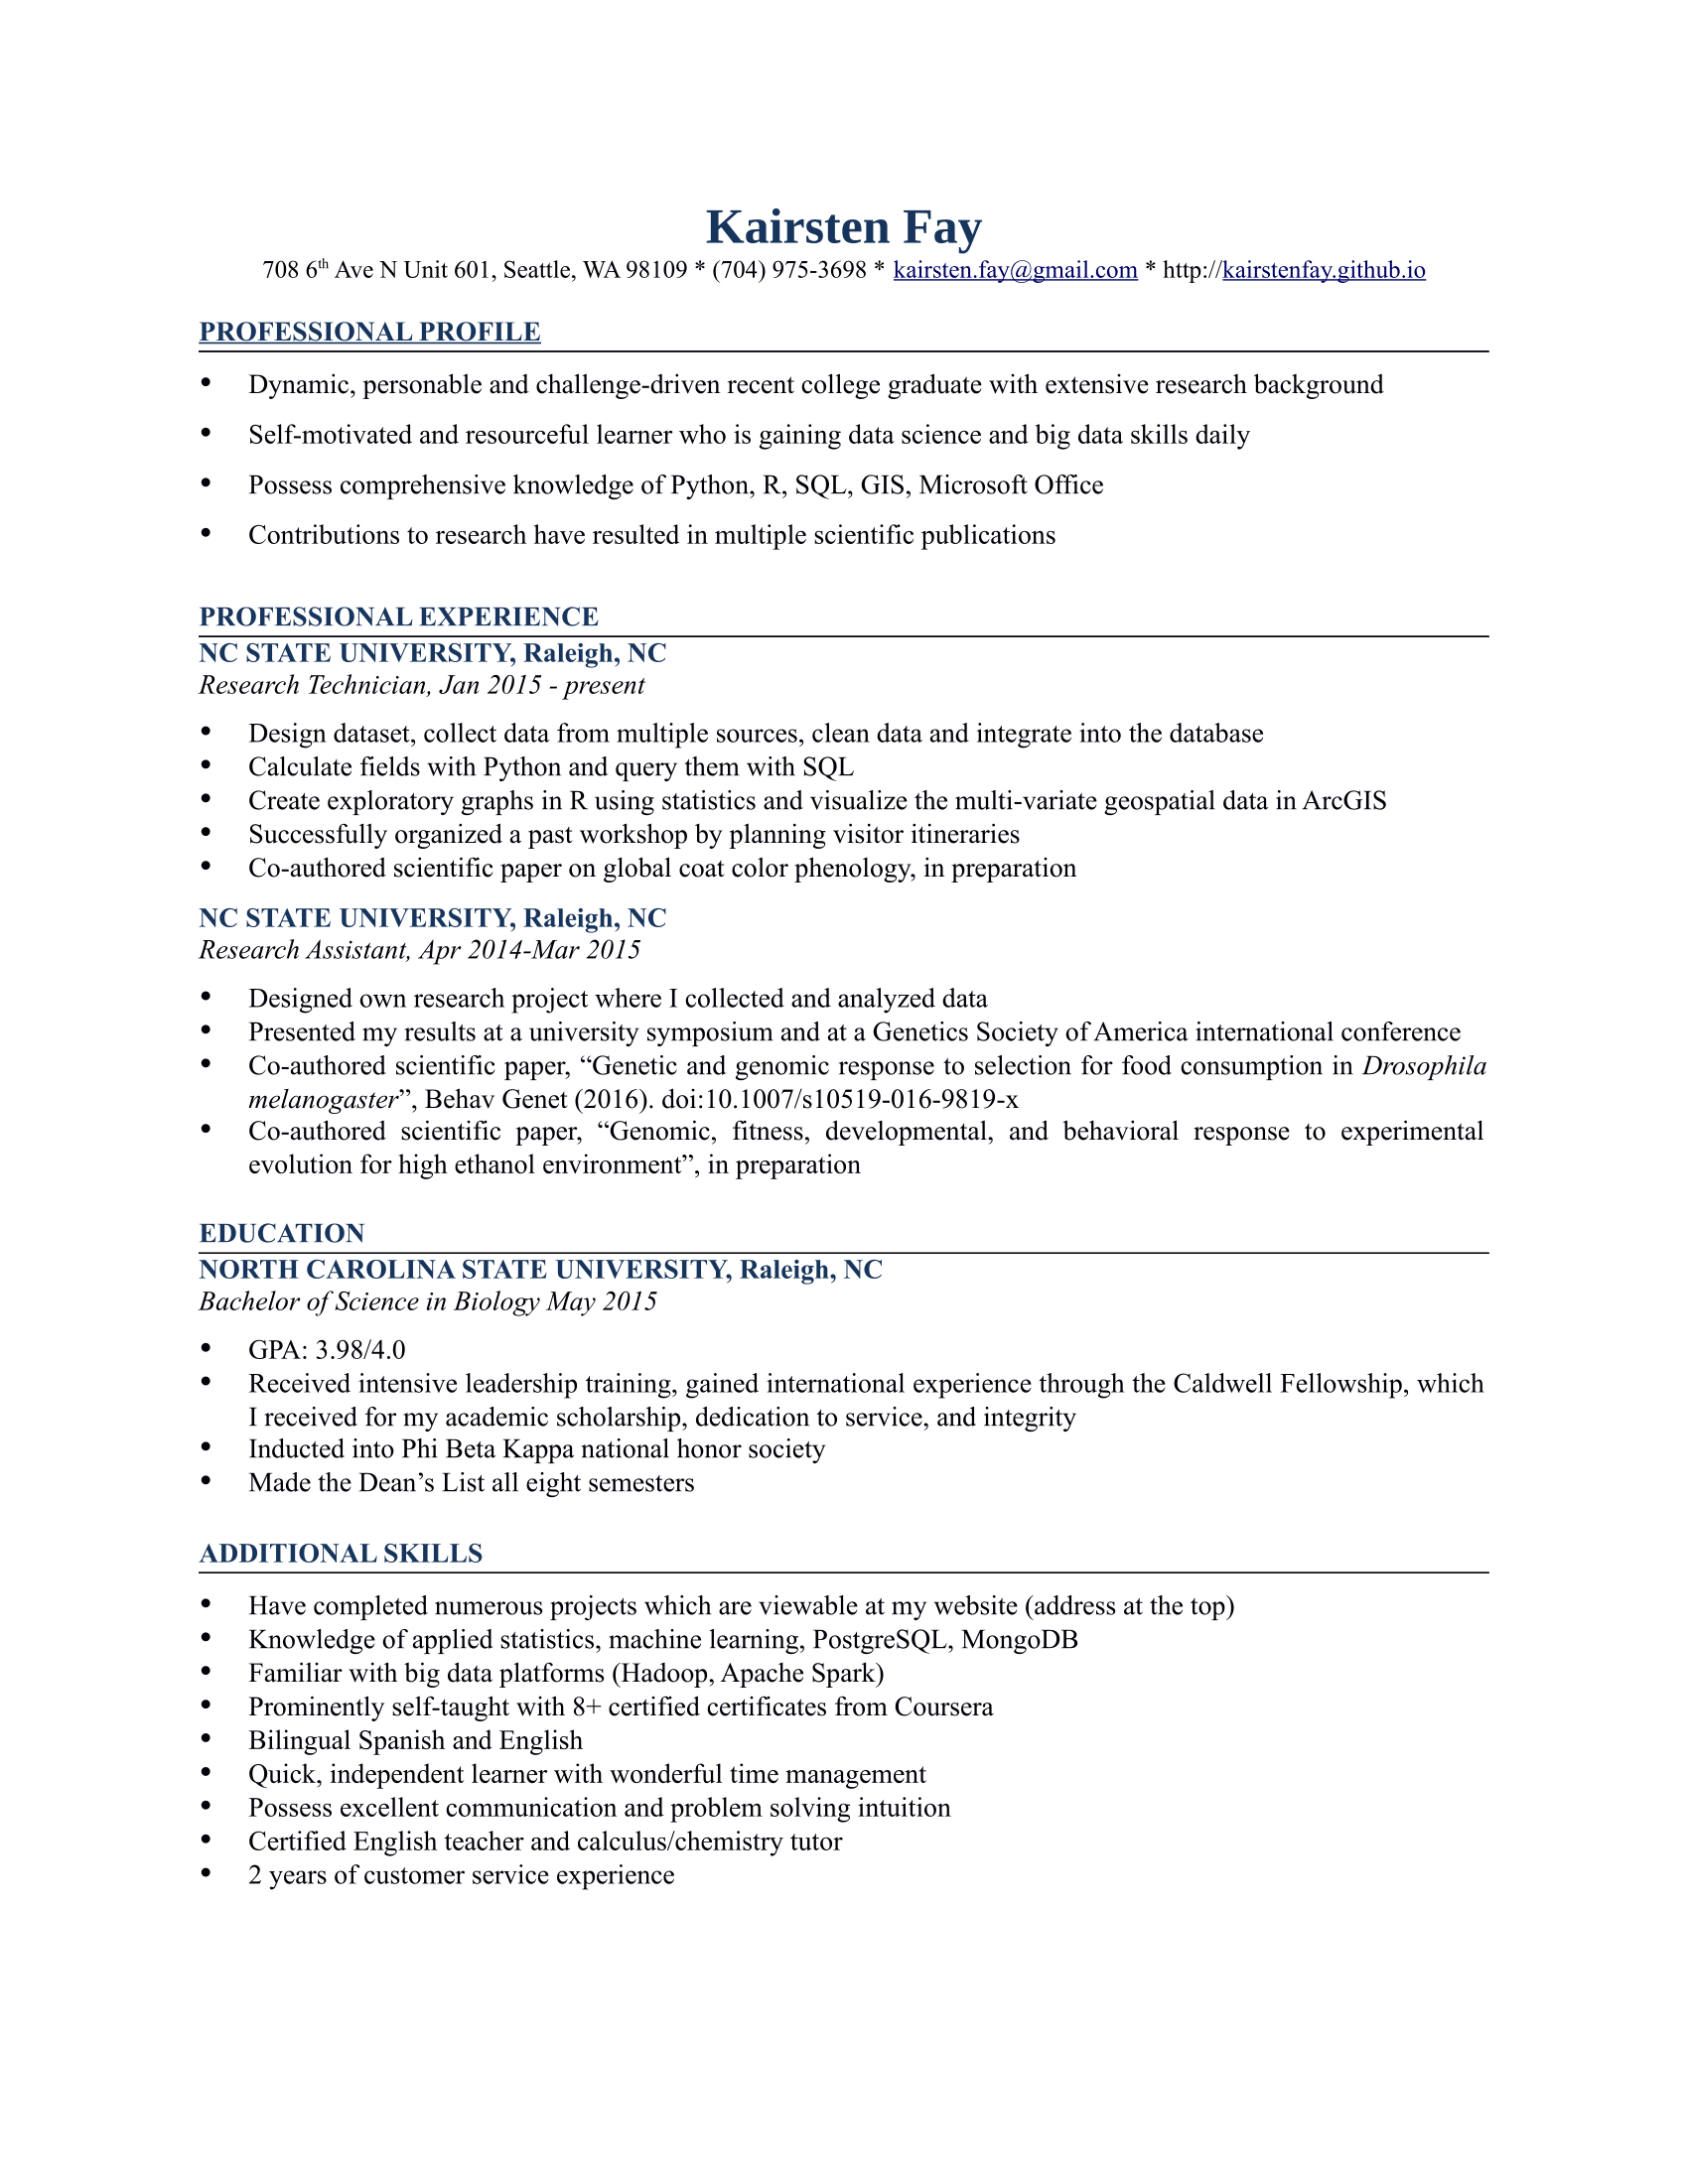 Kairsten Fay
708 6th Ave N Unit 601, Seattle, WA 98109 * (704) 975-3698 * kairsten.fay@gmail.com * http://kairstenfay.github.io
PROFESSIONAL PROFILE
• Dynamic, personable and challenge-driven recent college graduate with extensive research background
• Self-motivated and resourceful learner who is gaining data science and big data skills daily
• Possess comprehensive knowledge of Python, R, SQL, GIS, Microsoft Office
• Contributions to research have resulted in multiple scientific publications
PROFESSIONAL EXPERIENCE
NC STATE UNIVERSITY, Raleigh, NC
Research Technician, Jan 2015 - present
• Design dataset, collect data from multiple sources, clean data and integrate into the database
• Calculate fields with Python and query them with SQL
• Create exploratory graphs in R using statistics and visualize the multi-variate geospatial data in ArcGIS
• Successfully organized a past workshop by planning visitor itineraries
• Co-authored scientific paper on global coat color phenology, in preparation
NC STATE UNIVERSITY, Raleigh, NC
Research Assistant, Apr 2014-Mar 2015
• Designed own research project where I collected and analyzed data
• Presented my results at a university symposium and at a Genetics Society of America international conference
• Co-authored scientific paper, “Genetic and genomic response to selection for food consumption in Drosophila
melanogaster”, Behav Genet (2016). doi:10.1007/s10519-016-9819-x
• Co-authored scientific paper, “Genomic, fitness, developmental, and behavioral response to experimental
evolution for high ethanol environment”, in preparation
EDUCATION
NORTH CAROLINA STATE UNIVERSITY, Raleigh, NC
Bachelor of Science in Biology May 2015
• GPA: 3.98/4.0
• Received intensive leadership training, gained international experience through the Caldwell Fellowship, which
I received for my academic scholarship, dedication to service, and integrity
• Inducted into Phi Beta Kappa national honor society
• Made the Dean’s List all eight semesters
ADDITIONAL SKILLS
• Have completed numerous projects which are viewable at my website (address at the top)
• Knowledge of applied statistics, machine learning, PostgreSQL, MongoDB
• Familiar with big data platforms (Hadoop, Apache Spark)
• Prominently self-taught with 8+ certified certificates from Coursera
• Bilingual Spanish and English
• Quick, independent learner with wonderful time management
• Possess excellent communication and problem solving intuition
• Certified English teacher and calculus/chemistry tutor
• 2 years of customer service experience